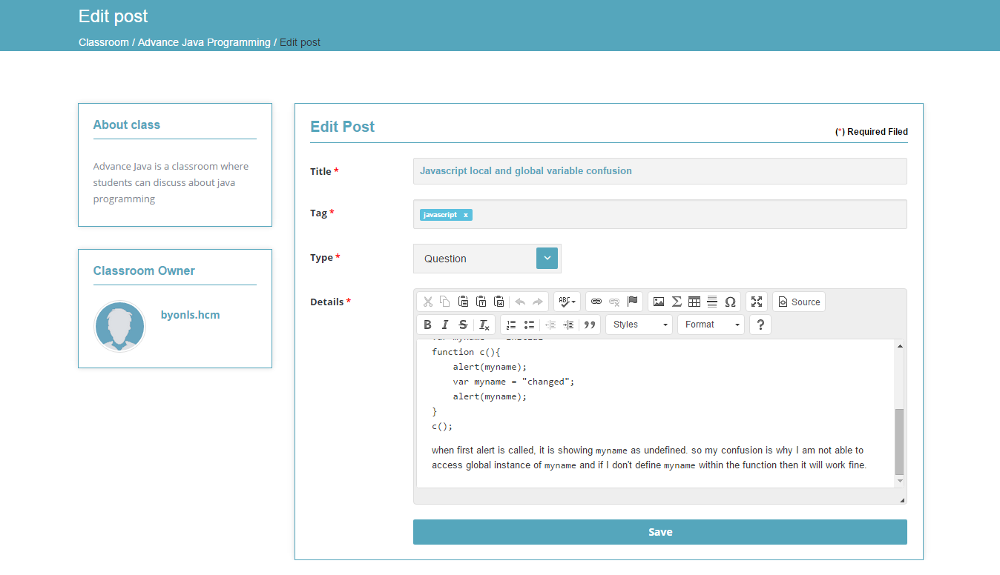 Edit post
Classroom / Advance Java Programming / Edit post
About class
Advance Java is a classroom where
students can discuss about java
programming
Classroom Owner
byonls.hcm
Edit Post
(*) Required Filed
Title *
Javascript local and global variable confusion
Tag *
javascript x
Type *
Question
Details *
ABC
Source
B I S Tx
Styles
Format
?
function c(){
alert(myname);
var myname = "changed";
alert(myname);
}
c();
when first alert is called, it is showing myname as undefined. so my confusion is why I am not able to
access global instance of myname and if I don't define myname within the function then it will work fine.
Save